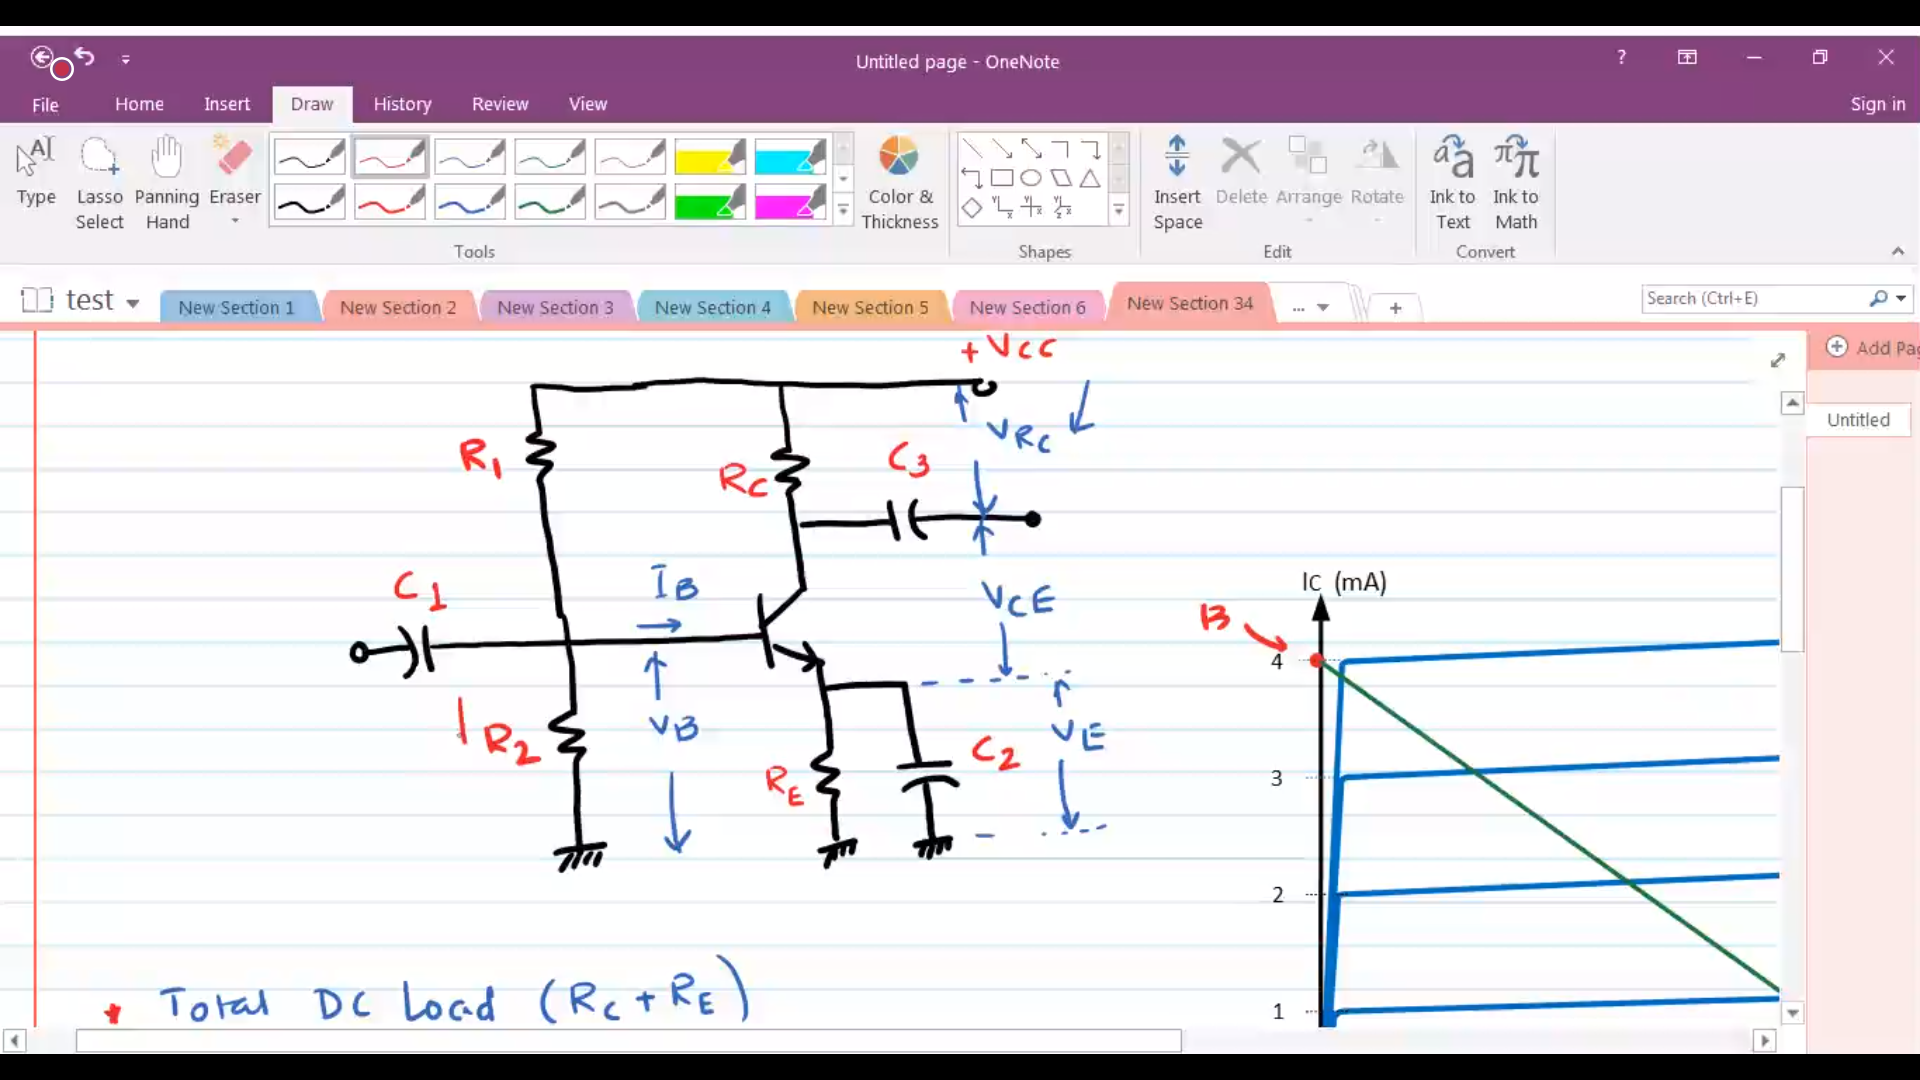 Untitled page - OneNote
?
File Home Insert Draw History Review View Sign in
Type
Lasso Select
Panning Hand
Eraser
Color & Thickness
Insert Space
Delete
Arrange
Rotate
Ink to Text
Ink to Math
Tools Shapes Edit Convert
test New Section 1 New Section 2 New Section 3 New Section 4 New Section 5 New Section 6 New Section 34 ... + Search (Ctrl+E)
Add Pag
Untitled
+ VCC
R1
RC
C3
VRC
C1
IB
VCE
IC (mA)
B
4
R2
VB
RE
C2
VE
3
2
1
* Total DC Load (RC + RE)